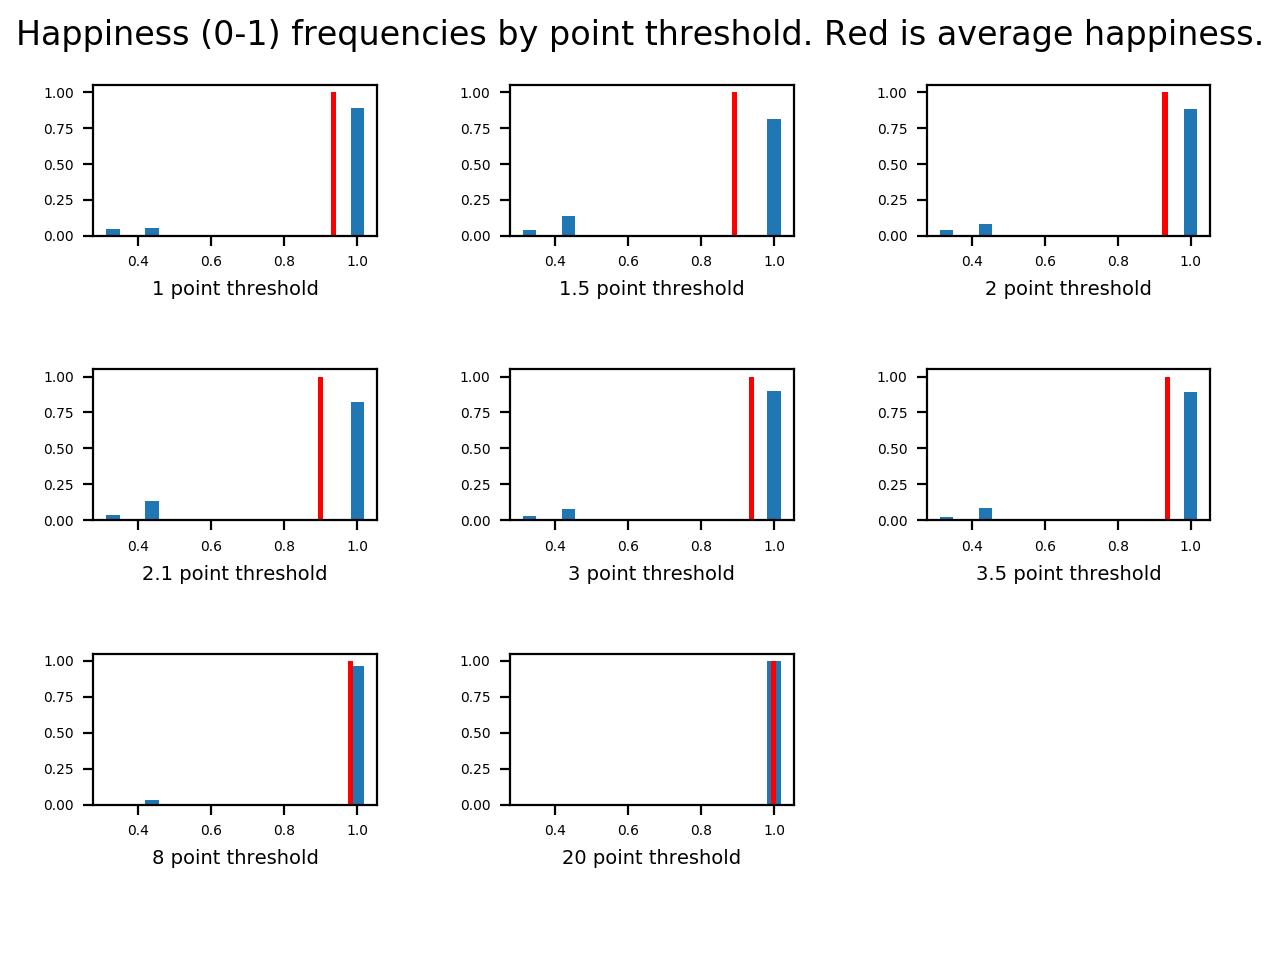 Happiness (0-1) frequencies by point threshold. Red is average happiness.
1.00 1.00 1.00
0.75 0.75 0.75
0.50 0.50 0.50
0.25 0.25 0.25
0.00 0.00 0.00
0.4 0.6 0.8 1.0 0.4 0.6 0.8 1.0 0.4 0.6 0.8 1.0
1 point threshold 1.5 point threshold 2 point threshold
1.00 1.00 1.00
0.75 0.75 0.75
0.50 0.50 0.50
0.25 0.25 0.25
0.00 0.00 0.00
0.4 0.6 0.8 1.0 0.4 0.6 0.8 1.0 0.4 0.6 0.8 1.0
2.1 point threshold 3 point threshold 3.5 point threshold
1.00 1.00
0.75 0.75
0.50 0.50
0.25 0.25
0.00 0.00
0.4 0.6 0.8 1.0 0.4 0.6 0.8 1.0
8 point threshold 20 point threshold